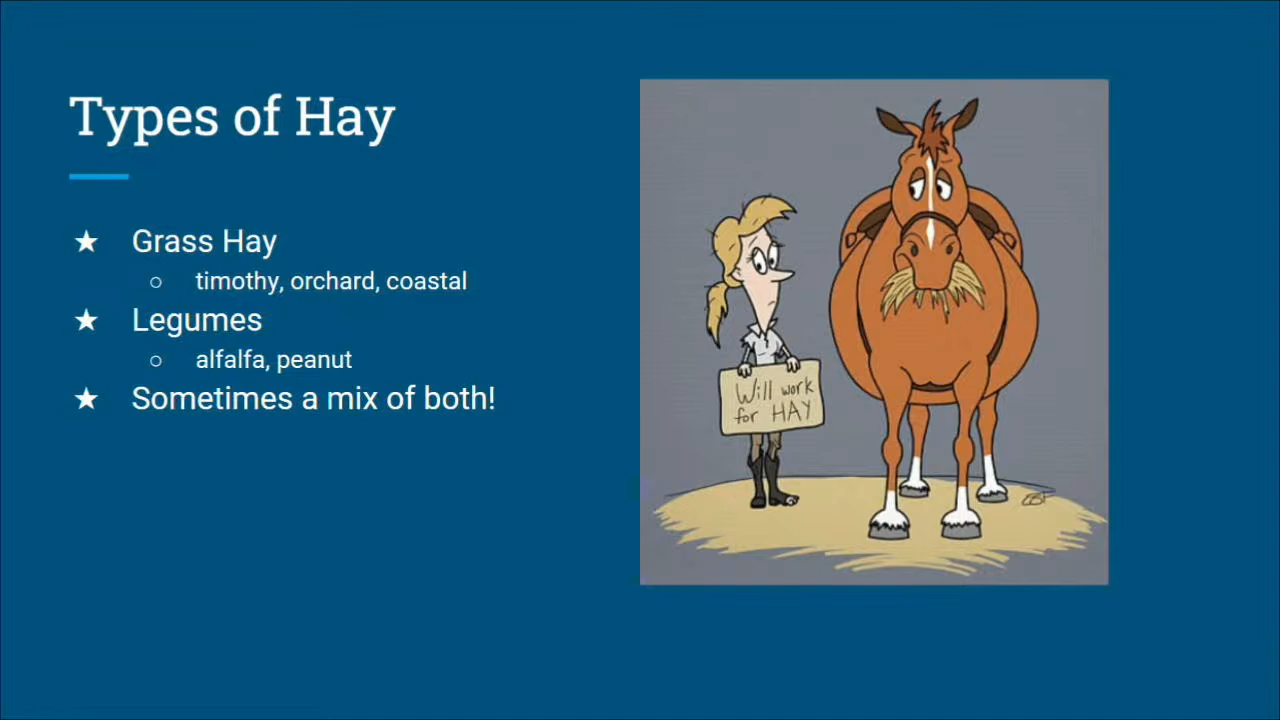 Types of Hay
★ Grass Hay
○ timothy, orchard, coastal
★ Legumes
○ alfalfa, peanut
★ Sometimes a mix of both!
Will work
for HAY